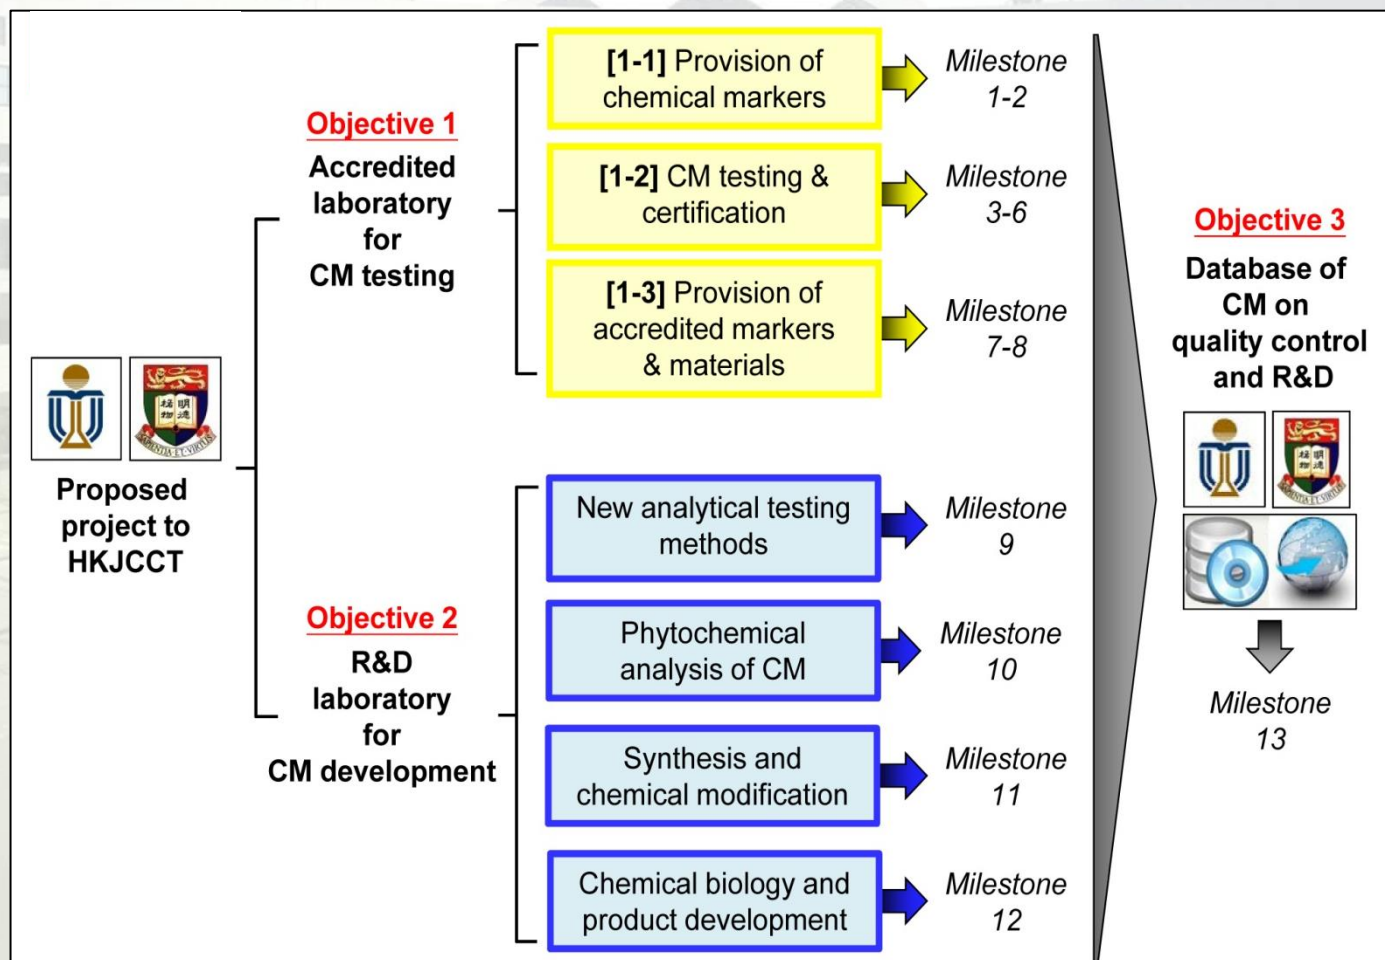 Proposed
project to
HKJCCT
Objective 1
Accredited
laboratory
for
CM testing
[1-1] Provision of
chemical markers
Milestone
1-2
[1-2] CM testing &
certification
Milestone
3-6
[1-3] Provision of
accredited markers
& materials
Milestone
7-8
Objective 2
R&D
laboratory
for
CM development
New analytical testing
methods
Milestone
9
Phytochemical
analysis of CM
Milestone
10
Synthesis and
chemical modification
Milestone
11
Chemical biology and
product development
Milestone
12
Objective 3
Database of
CM on
quality control
and R&D
Milestone
13